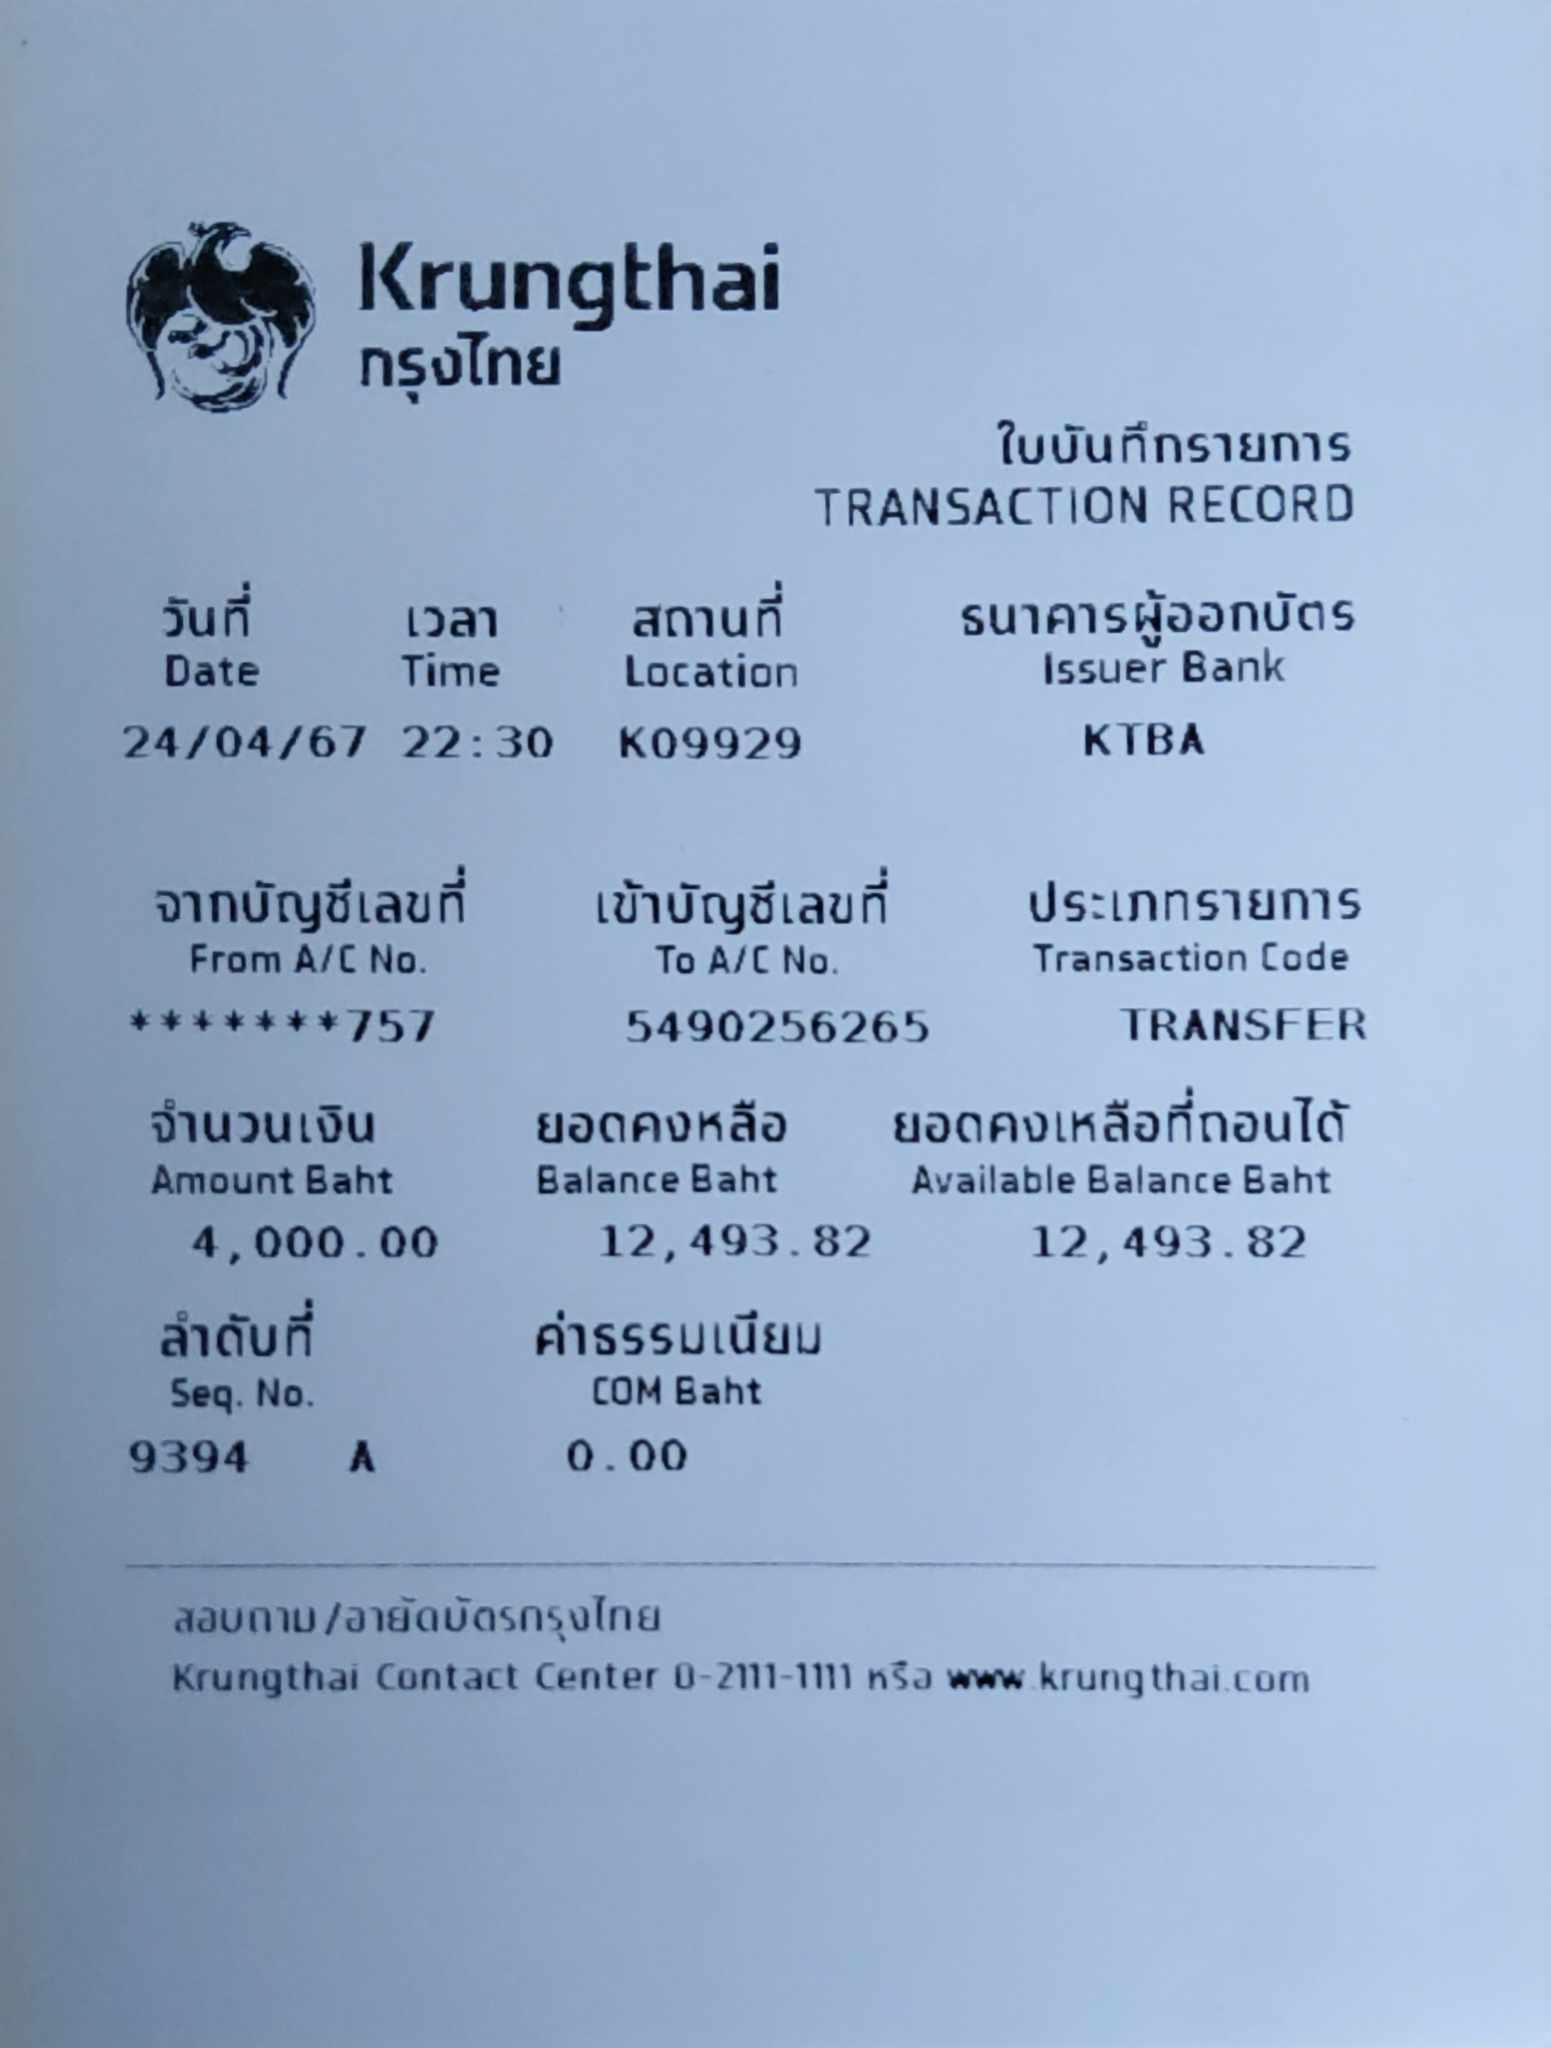 Krungthai
กรุงไทย
ใบบันทึกรายการ
TRANSACTION RECORD
วันที่ เวลา สถานที่ ธนาคารผู้ออกบัตร
Date Time Location Issuer Bank
24/04/67 22:30 K09929 KTBA
จากบัญชีเลขที่ เข้าบัญชีเลขที่ ประเภทรายการ
From A/C No. To A/C No. Transaction Code
*******757 5490256265 TRANSFER
จำนวนเงิน ยอดคงหลือ ยอดคงเหลือที่ถอนได้
Amount Baht Balance Baht Available Balance Baht
4,000.00 12,493.82 12,493.82
ลำดับที่ ค่าธรรมเนียม
Seq. No. COM Baht
9394 A 0.00
สอบถาม/อายัดบัตรกรุงไทย
Krungthai Contact Center 0-2111-1111 หรือ www.krungthai.com